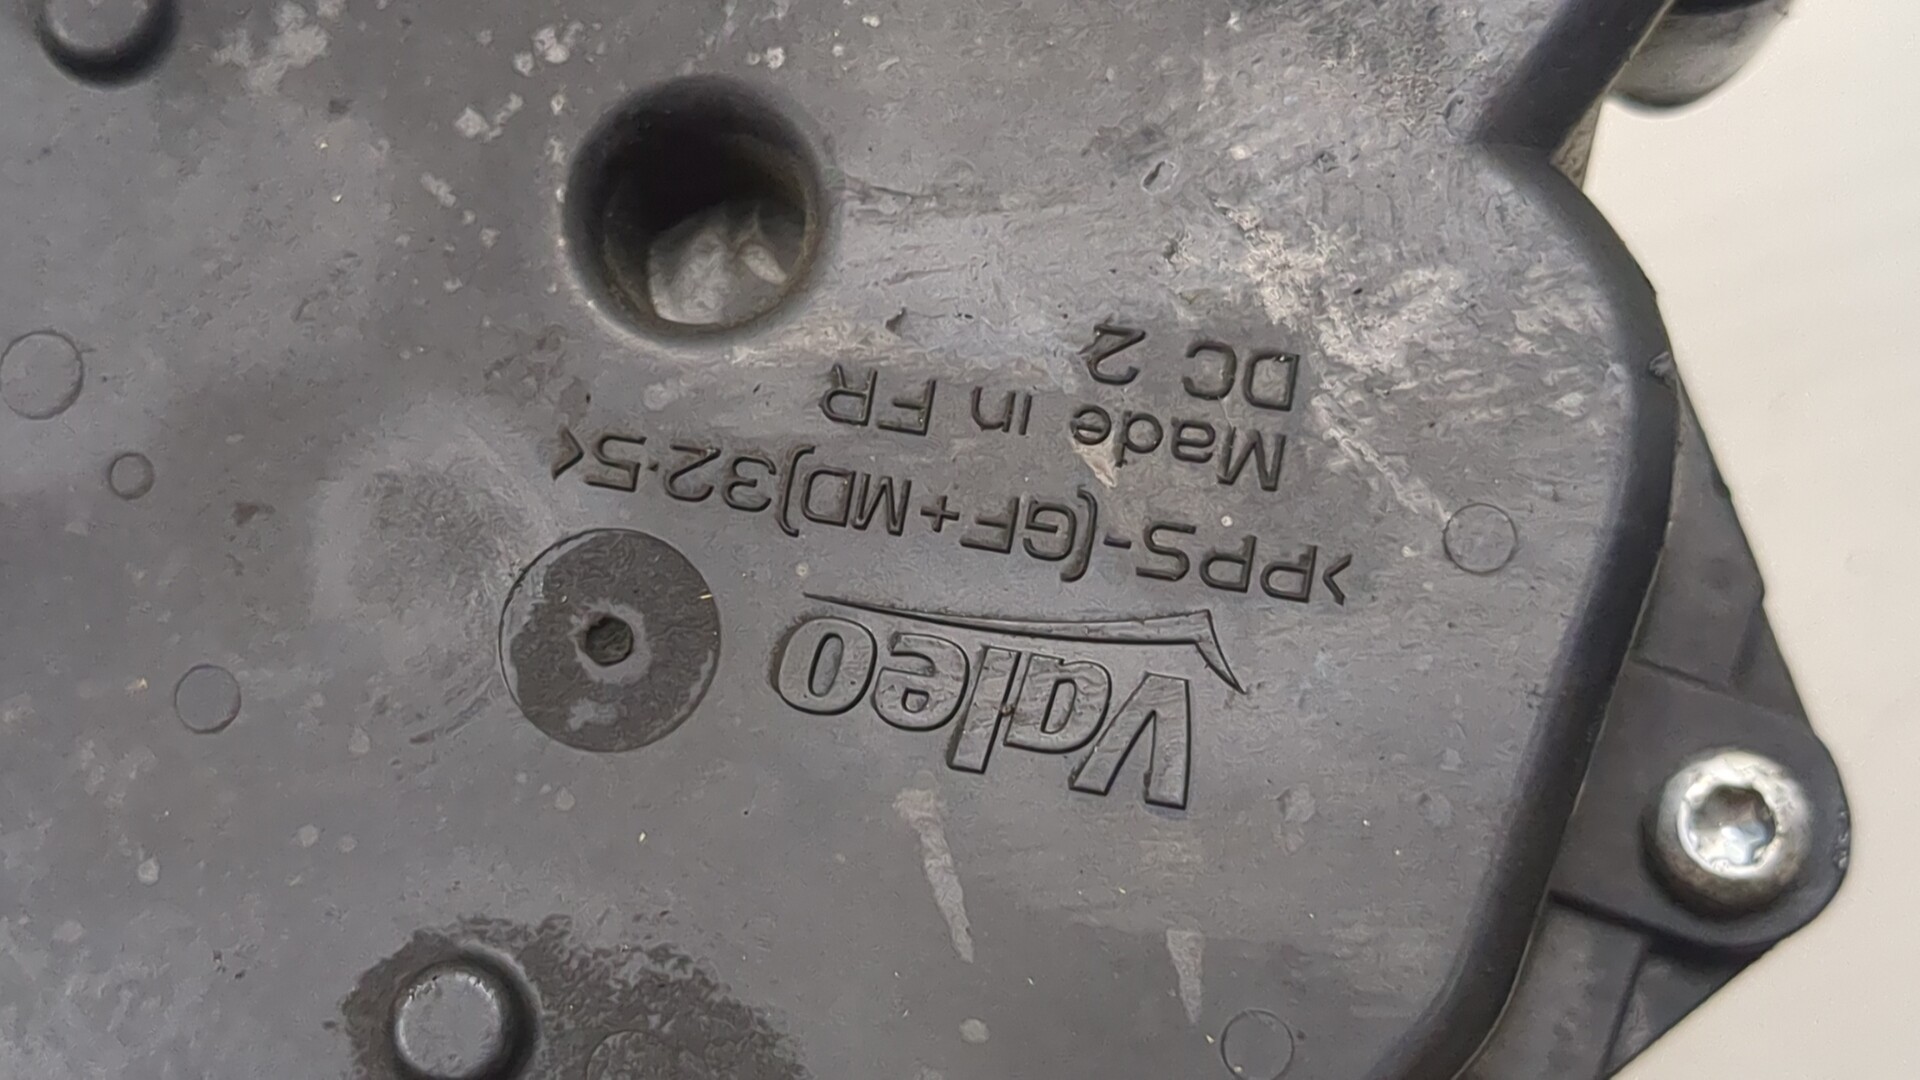 Valeo
>PPS-(GF+MD)32·5<
Made in FR
DC 2